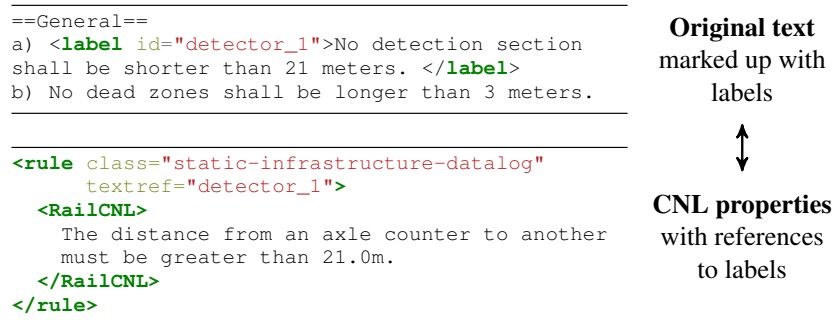 ==General==
a) <label id="detector_1">No detection section
shall be shorter than 21 meters. </label>
b) No dead zones shall be longer than 3 meters.
Original text
marked up with
labels
<rule class="static-infrastructure-datalog"
      textref="detector_1">
  <RailCNL>
    The distance from an axle counter to another
    must be greater than 21.0m.
  </RailCNL>
</rule>
CNL properties
with references
to labels